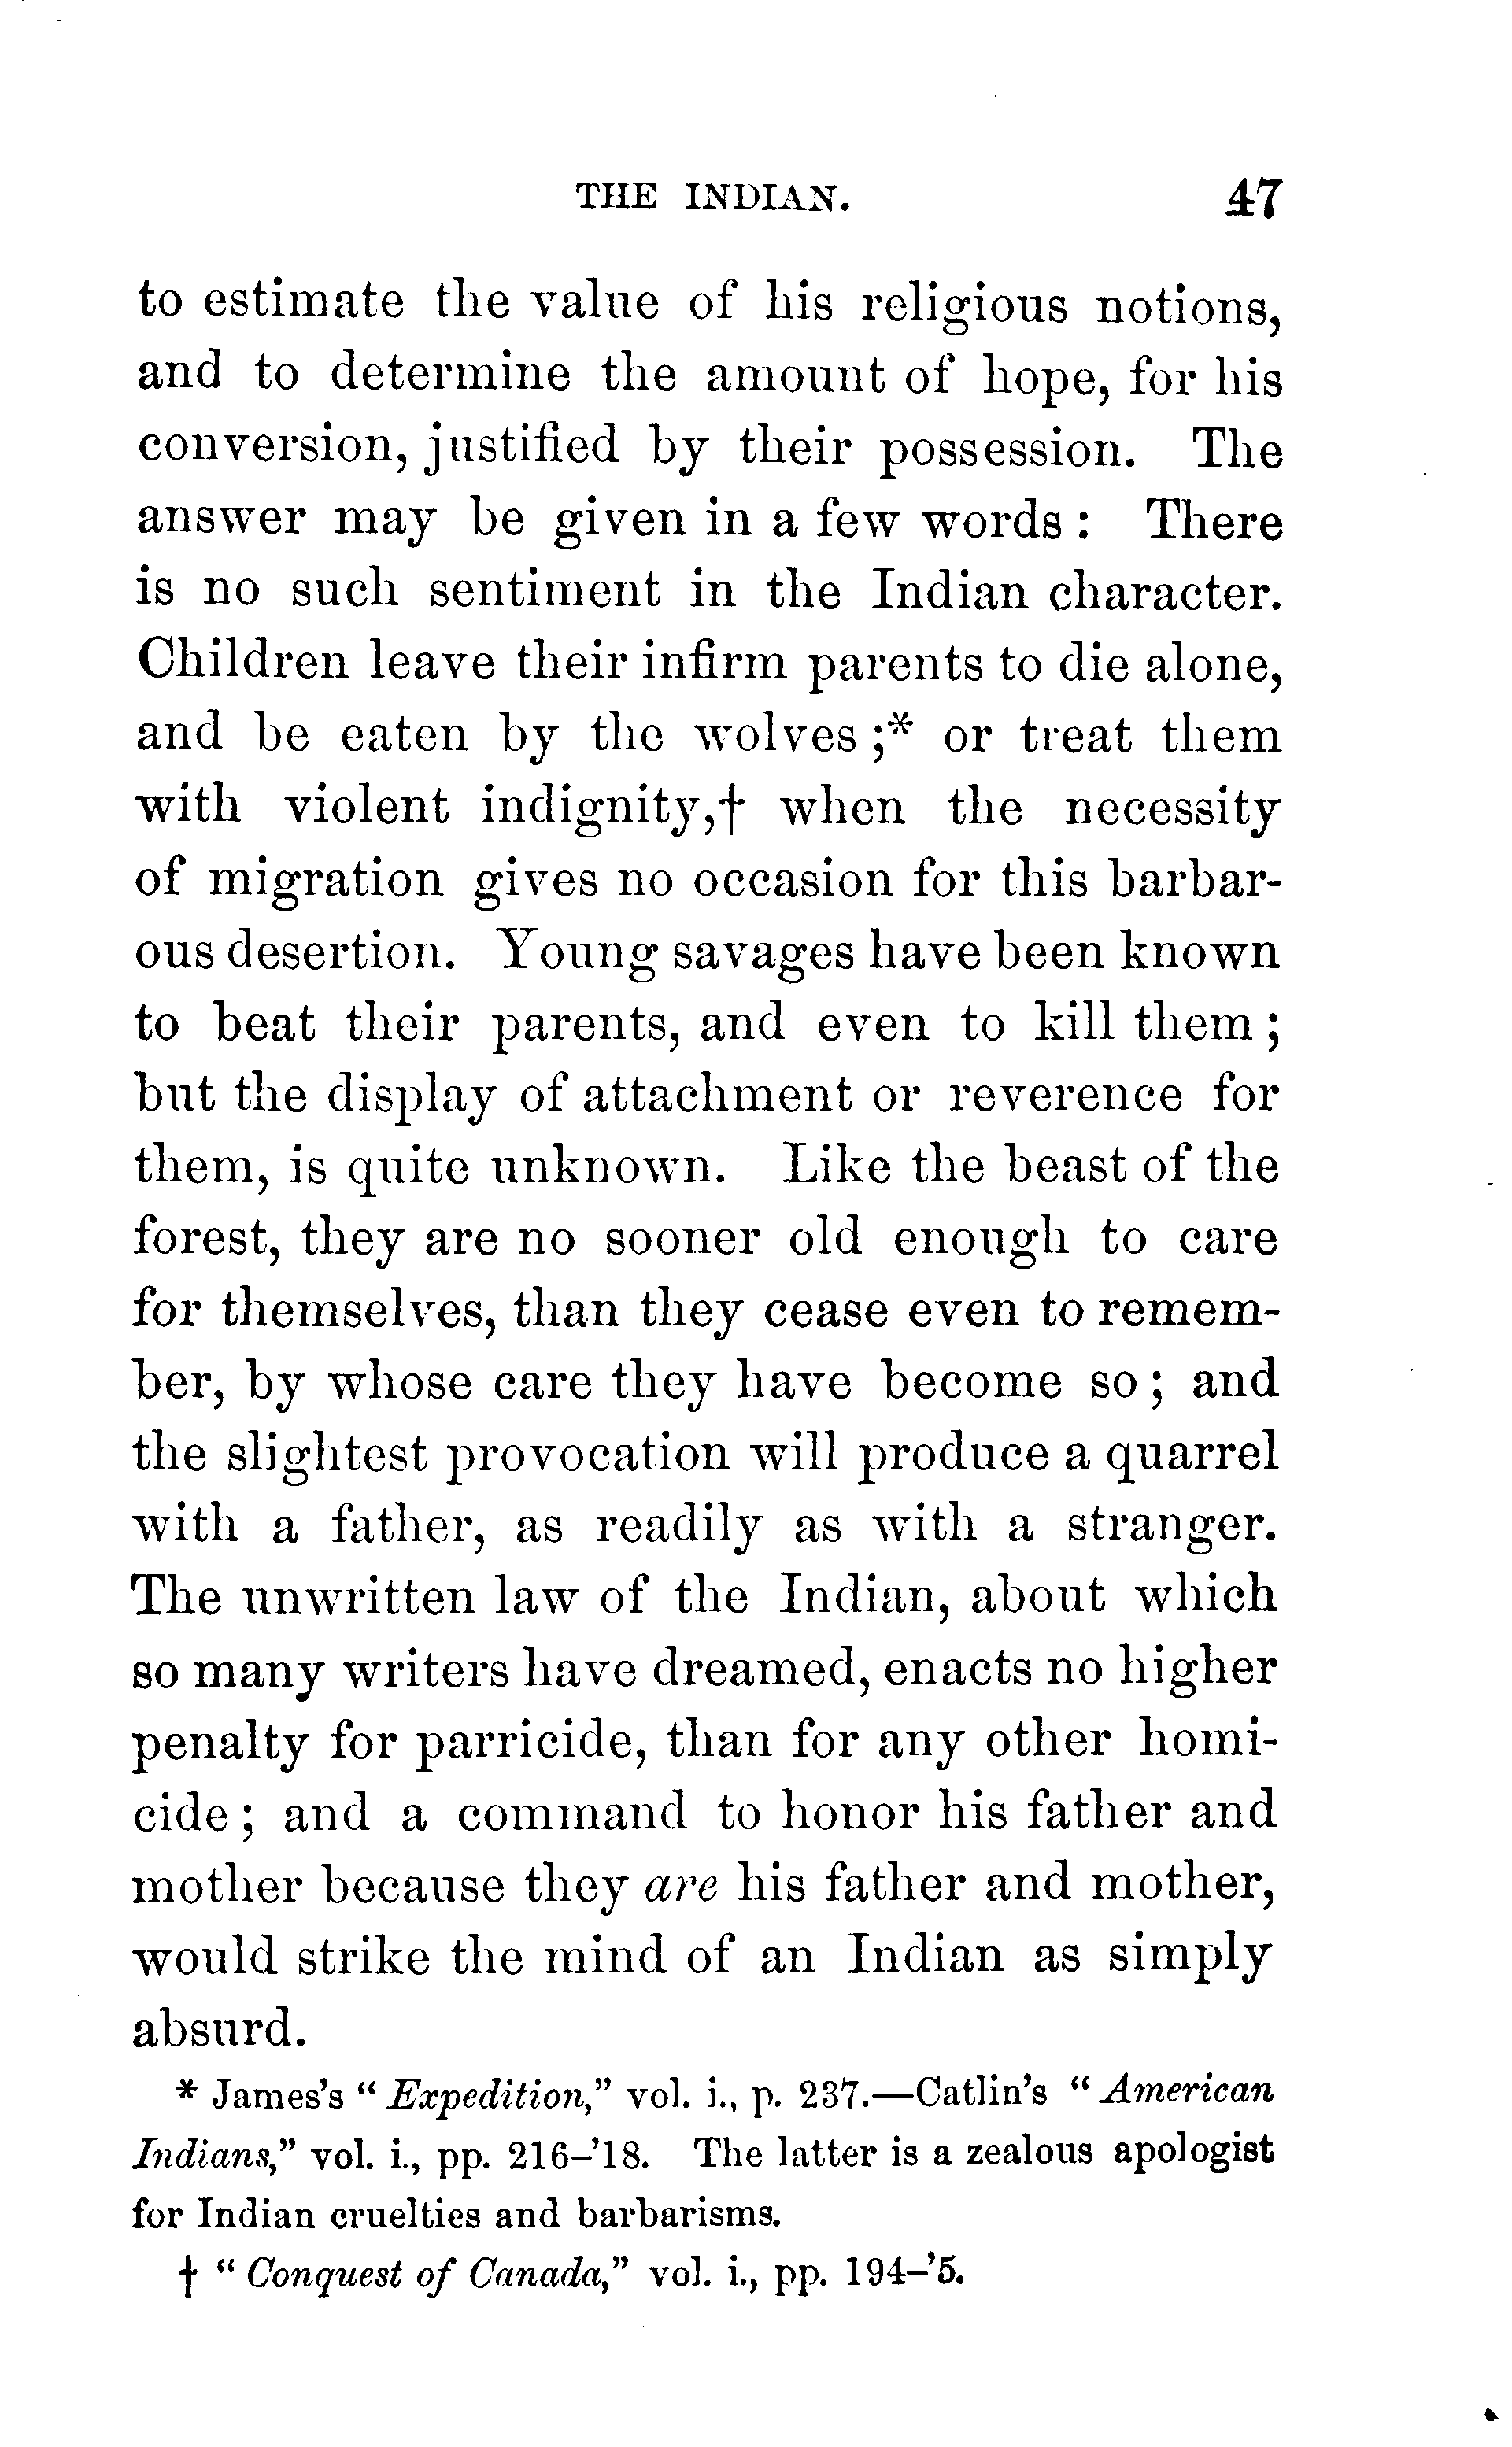 THE INDIAN. 47
to estimate the value of his religious notions,
and to determine the amount of hope, for his
conversion, justified by their possession. The
answer may be given in a few words : There
is no such sentiment in the Indian character.
Children leave their infirm parents to die alone,
and be eaten by the wolves ;* or treat them
with violent indignity,† when the necessity
of migration gives no occasion for this barbar-
ous desertion. Young savages have been known
to beat their parents, and even to kill them ;
but the display of attachment or reverence for
them, is quite unknown. Like the beast of the
forest, they are no sooner old enough to care
for themselves, than they cease even to remem-
ber, by whose care they have become so ; and
the slightest provocation will produce a quarrel
with a father, as readily as with a stranger.
The unwritten law of the Indian, about which
so many writers have dreamed, enacts no higher
penalty for parricide, than for any other homi-
cide ; and a command to honor his father and
mother because they are his father and mother,
would strike the mind of an Indian as simply
absurd.
* James's “ Expedition,” vol. i., p. 237.—Catlin's “ American
Indians,” vol. i., pp. 216–'18. The latter is a zealous apologist
for Indian cruelties and barbarisms.
† “ Conquest of Canada,” vol. i., pp. 194–'5.